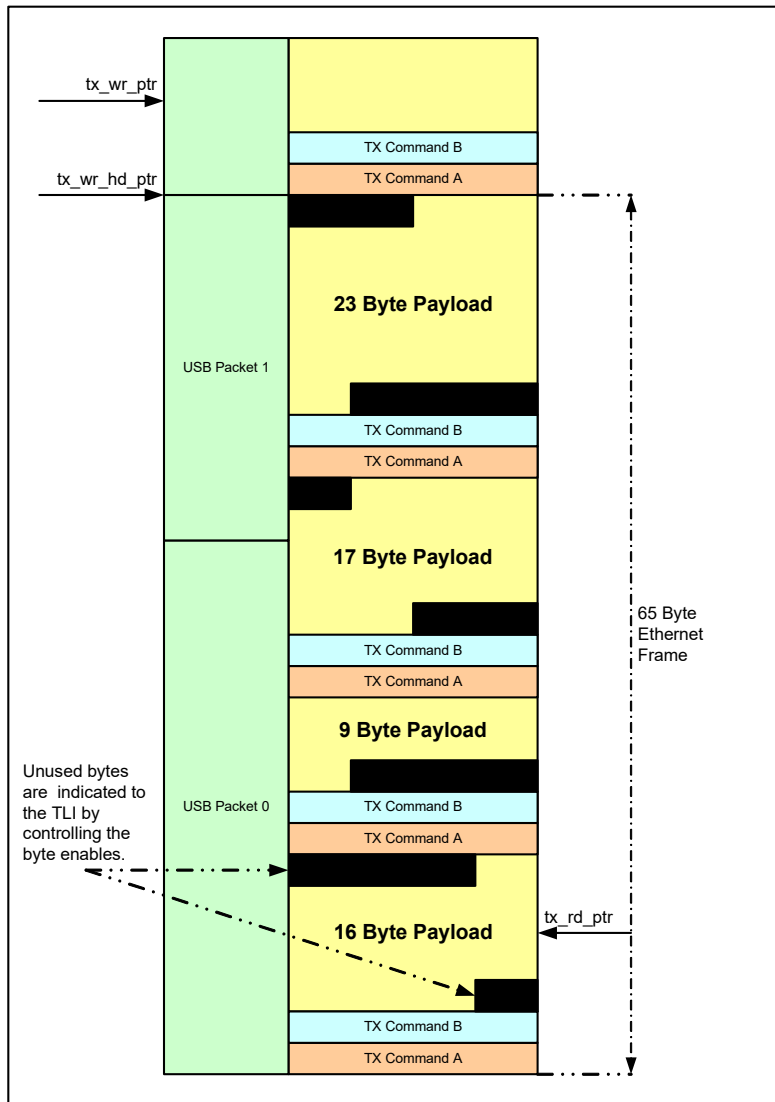 tx_wr_ptr
TX Command B
tx_wr_hd_ptr
TX Command A
23 Byte Payload
USB Packet 1
TX Command B
TX Command A
17 Byte Payload
65 Byte
Ethernet
Frame
TX Command B
TX Command A
9 Byte Payload
Unused bytes
are indicated to
the TLI by
controlling the
byte enables.
USB Packet 0
TX Command B
TX Command A
tx_rd_ptr
16 Byte Payload
TX Command B
TX Command A